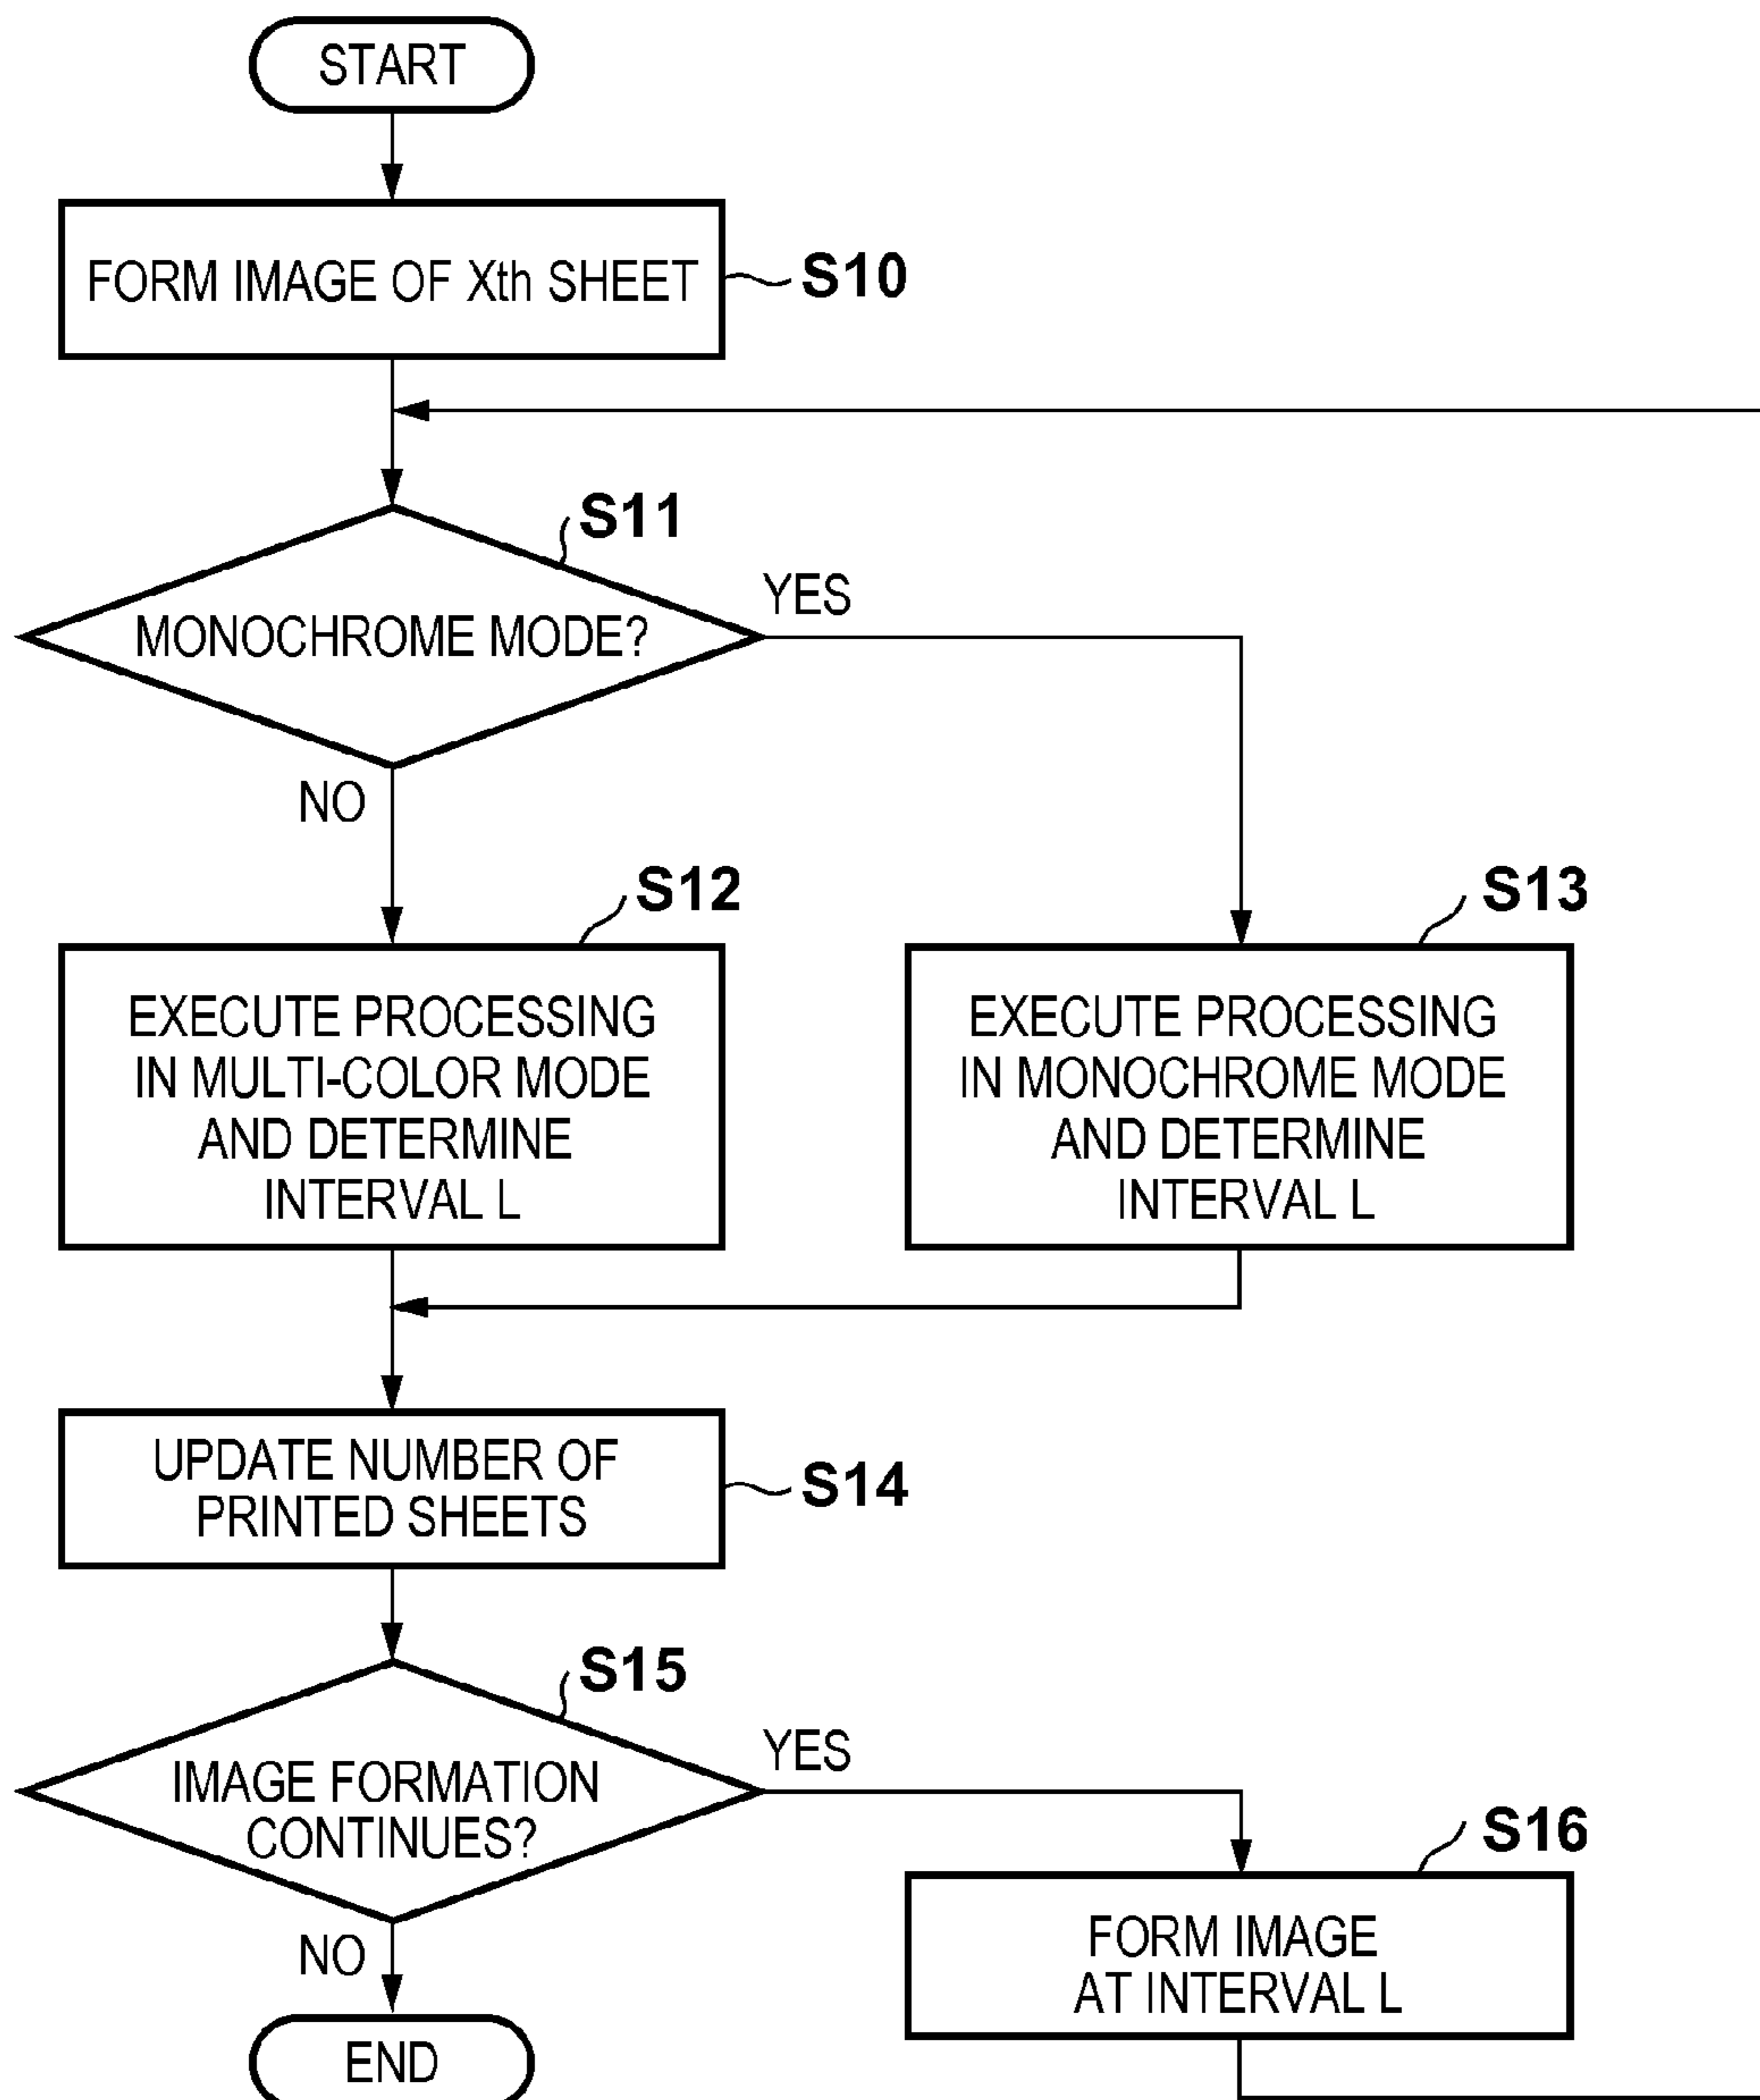 START
FORM IMAGE OF Xth SHEET
S10
S11
MONOCHROME MODE?
YES
NO
S12
EXECUTE PROCESSING
IN MULTI-COLOR MODE
AND DETERMINE
INTERVAL L
S13
EXECUTE PROCESSING
IN MONOCHROME MODE
AND DETERMINE
INTERVAL L
UPDATE NUMBER OF
PRINTED SHEETS
S14
S15
IMAGE FORMATION
CONTINUES?
YES
NO
S16
FORM IMAGE
AT INTERVAL L
END